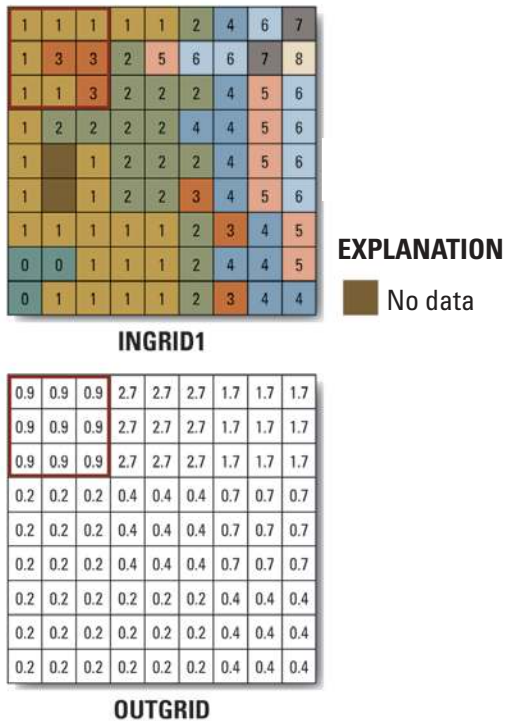 1 1 1 1 1 2 4 6 7
1 3 3 2 5 6 6 7 8
1 1 3 2 2 2 4 5 6
1 2 2 2 2 4 4 5 6
1 1 2 2 2 4 5 6
1 1 2 2 3 4 5 6
1 1 1 1 1 2 3 4 5
0 0 1 1 1 2 4 4 5
0 1 1 1 1 2 3 4 4
INGRID1
EXPLANATION
No data
0.9 0.9 0.9 2.7 2.7 2.7 1.7 1.7 1.7
0.9 0.9 0.9 2.7 2.7 2.7 1.7 1.7 1.7
0.9 0.9 0.9 2.7 2.7 2.7 1.7 1.7 1.7
0.2 0.2 0.2 0.4 0.4 0.4 0.7 0.7 0.7
0.2 0.2 0.2 0.4 0.4 0.4 0.7 0.7 0.7
0.2 0.2 0.2 0.4 0.4 0.4 0.7 0.7 0.7
0.2 0.2 0.2 0.2 0.2 0.2 0.4 0.4 0.4
0.2 0.2 0.2 0.2 0.2 0.2 0.4 0.4 0.4
0.2 0.2 0.2 0.2 0.2 0.2 0.4 0.4 0.4
OUTGRID